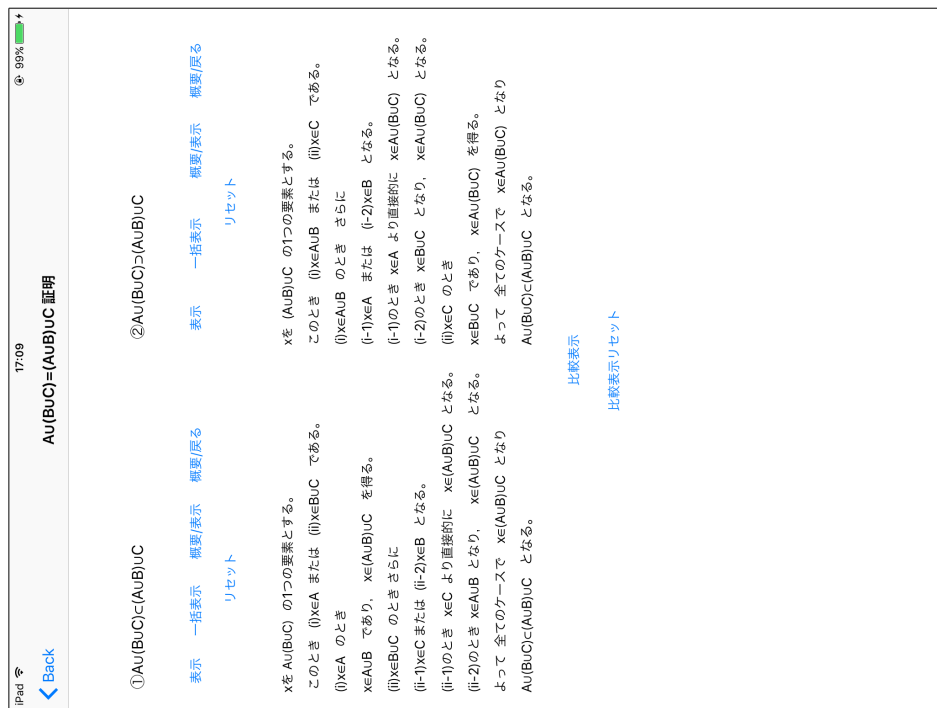 iPad 17:09 99%
Back A∪(B∪C)=(A∪B)∪C 証明
①A∪(B∪C)⊂(A∪B)∪C
表示 一括表示 概要/表示 概要/戻る
リセット
xを A∪(B∪C) の1つの要素とする。
このとき (i)x∈A または (ii)x∈B∪C である。
(i)x∈A のとき
x∈A∪B であり、 x∈(A∪B)∪C を得る。
(ii)x∈B∪C のとき さらに
(ii-1)x∈C または (ii-2)x∈B となる。
(ii-1)のとき x∈C より直接的に x∈(A∪B)∪C となる。
(ii-2)のとき x∈A∪B となり、 x∈(A∪B)∪C となる。
よって 全てのケースで x∈(A∪B)∪C となり
A∪(B∪C)⊂(A∪B)∪C となる。
②A∪(B∪C)⊃(A∪B)∪C
表示 一括表示 概要/表示 概要/戻る
リセット
xを (A∪B)∪C の1つの要素とする。
このとき (i)x∈A∪B または (ii)x∈C である。
(i)x∈A∪B のとき さらに
(i-1)x∈A または (i-2)x∈B となる。
(i-1)のとき x∈A より直接的に x∈A∪(B∪C) となる。
(i-2)のとき x∈B∪C となり、 x∈A∪(B∪C) となる。
(ii)x∈C のとき
x∈B∪C であり、 x∈A∪(B∪C) を得る。
よって 全てのケースで x∈A∪(B∪C) となり
A∪(B∪C)⊂(A∪B)∪C となる。
比較表示
比較表示リセット